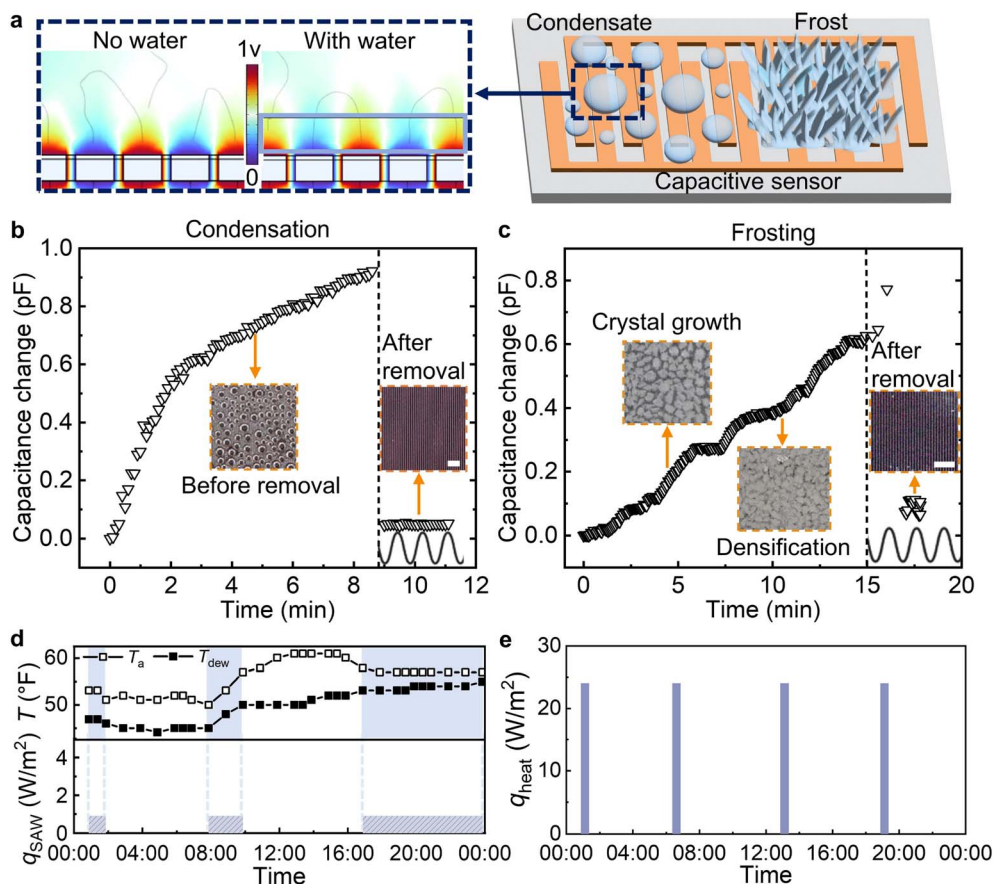 a
No water
1v
With water
0
Condensate
Frost
Capacitive sensor
b
Condensation
Capacitance change (pF)
1.0
0.8
0.6
0.4
0.2
0.0
After
removal
Before removal
0 2 4 6 8 10 12
Time (min)
c
Frosting
Capacitance change (pF)
0.8
0.6
0.4
0.2
0.0
Crystal growth
After
removal
Densification
0 5 10 15 20
Time (min)
d
T (°F)
60
50
Ta Tdew
qSAW (W/m²)
4
2
0
00:00 04:00 08:00 12:00 16:00 20:00 00:00
Time
e
qheat (W/m²)
30
20
10
0
00:00 04:00 08:00 12:00 16:00 20:00 00:00
Time